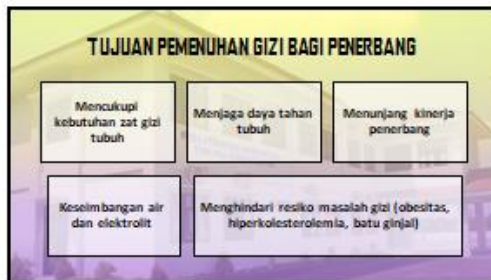 TUJUAN PEMENUHAN GIZI BAGI PENERBANG
Mencukupi
kebutuhan zat gizi
tubuh
Menjaga daya tahan
tubuh
Menunjang kinerja
penerbang
Keseimbangan air
dan elektrolit
Menghindari resiko masalah gizi (obesitas,
hiperkolesterolemia, batu ginjal)